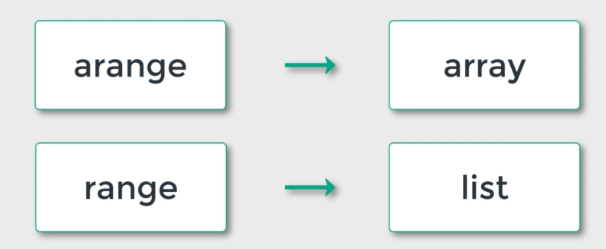 arange → array
range → list